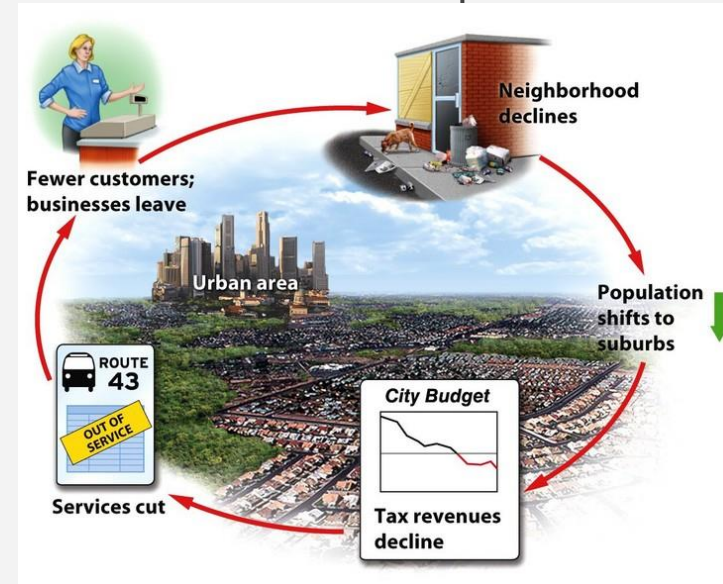 Fewer customers;
businesses leave
Neighborhood
declines
Urban area
Population
shifts to
suburbs
City Budget
Tax revenues
decline
ROUTE
43
OUT OF
SERVICE
Services cut